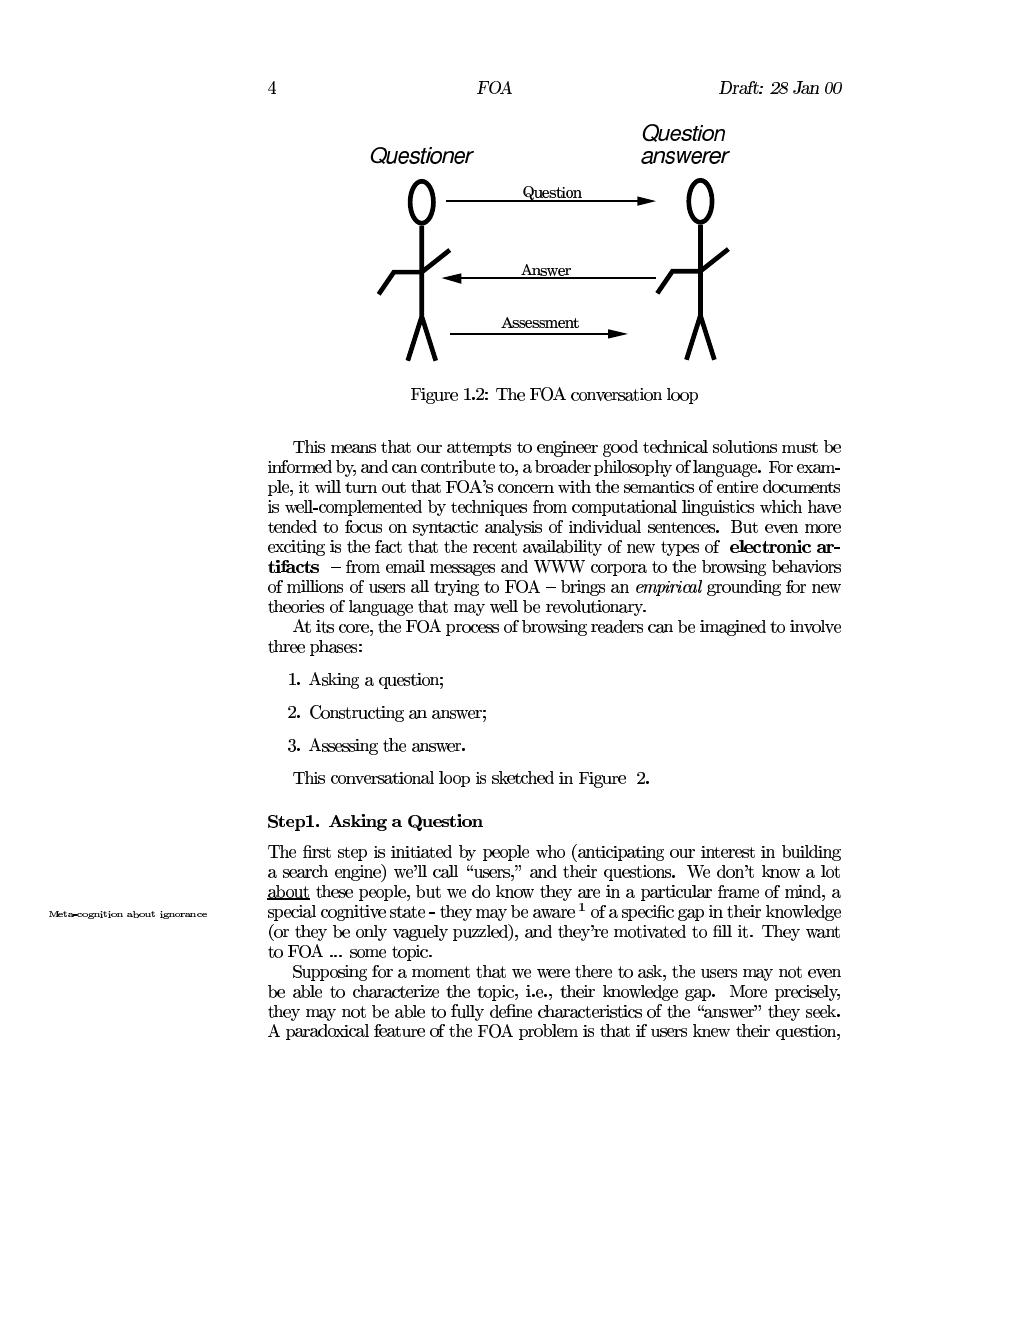 4 FOA Draft: 28 Jan 00
Questioner
Question
answerer
Question
Answer
Assessment
Figure 1.2: The FOA conversation loop
This means that our attempts to engineer good technical solutions must be
informed by, and can contribute to, a broader philosophy of language. For exam-
ple, it will turn out that FOA's concern with the semantics of entire documents
is well-complemented by techniques from computational linguistics which have
tended to focus on syntactic analysis of individual sentences. But even more
exciting is the fact that the recent availability of new types of electronic ar-
tifacts – from email messages and WWW corpora to the browsing behaviors
of millions of users all trying to FOA – brings an empirical grounding for new
theories of language that may well be revolutionary.
At its core, the FOA process of browsing readers can be imagined to involve
three phases:
1. Asking a question;
2. Constructing an answer;
3. Assessing the answer.
This conversational loop is sketched in Figure 2.
Step1. Asking a Question
The first step is initiated by people who (anticipating our interest in building
a search engine) we'll call “users,” and their questions. We don't know a lot
about these people, but we do know they are in a particular frame of mind, a
special cognitive state - they may be aware 1 of a specific gap in their knowledge
Meta-cognition about ignorance
(or they be only vaguely puzzled), and they're motivated to fill it. They want
to FOA ... some topic.
Supposing for a moment that we were there to ask, the users may not even
be able to characterize the topic, i.e., their knowledge gap. More precisely,
they may not be able to fully define characteristics of the “answer” they seek.
A paradoxical feature of the FOA problem is that if users knew their question,